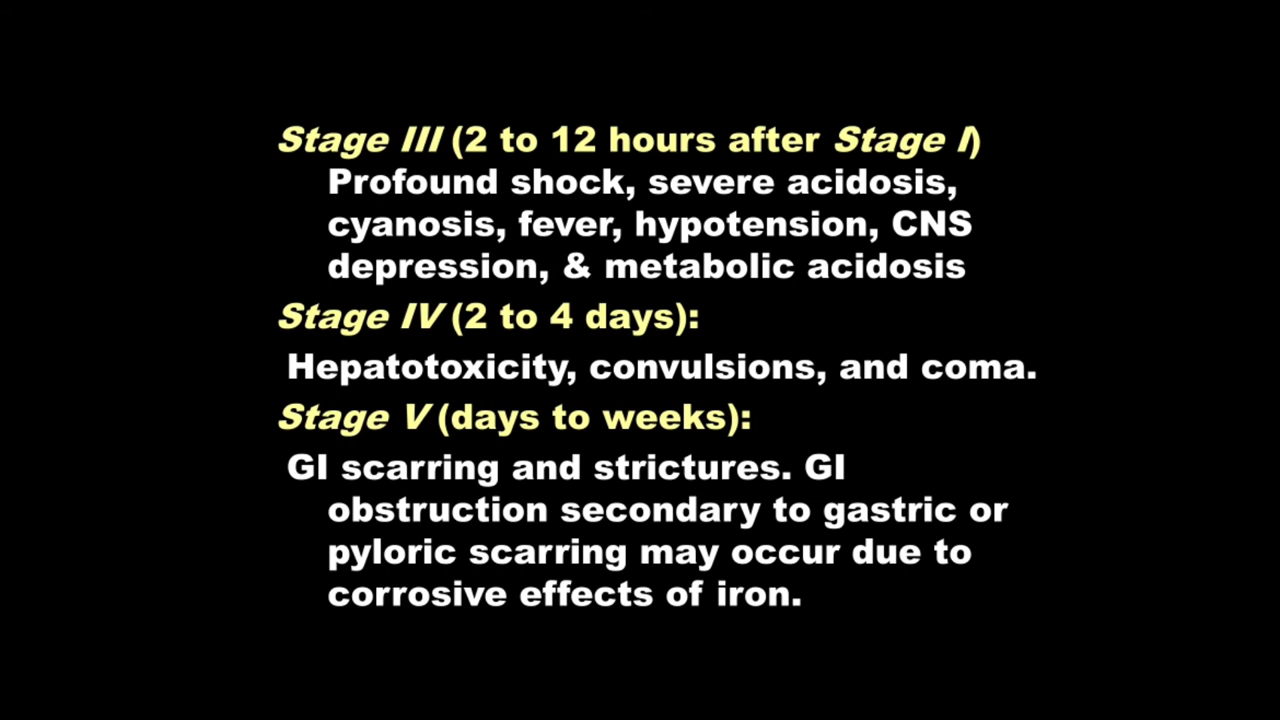 Stage III (2 to 12 hours after Stage I)
Profound shock, severe acidosis,
cyanosis, fever, hypotension, CNS
depression, & metabolic acidosis
Stage IV (2 to 4 days):
Hepatotoxicity, convulsions, and coma.
Stage V (days to weeks):
GI scarring and strictures. GI
obstruction secondary to gastric or
pyloric scarring may occur due to
corrosive effects of iron.